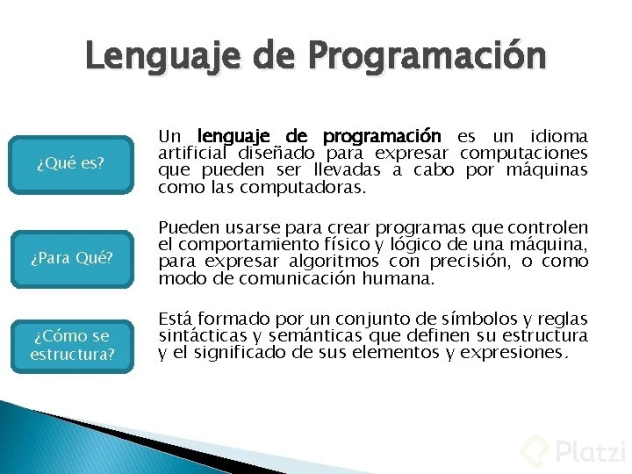 Lenguaje de Programación
¿Qué es?
Un lenguaje de programación es un idioma
artificial diseñado para expresar computaciones
que pueden ser llevadas a cabo por máquinas
como las computadoras.
¿Para Qué?
Pueden usarse para crear programas que controlen
el comportamiento físico y lógico de una máquina,
para expresar algoritmos con precisión, o como
modo de comunicación humana.
¿Cómo se
estructura?
Está formado por un conjunto de símbolos y reglas
sintácticas y semánticas que definen su estructura
y el significado de sus elementos y expresiones.
Platzi